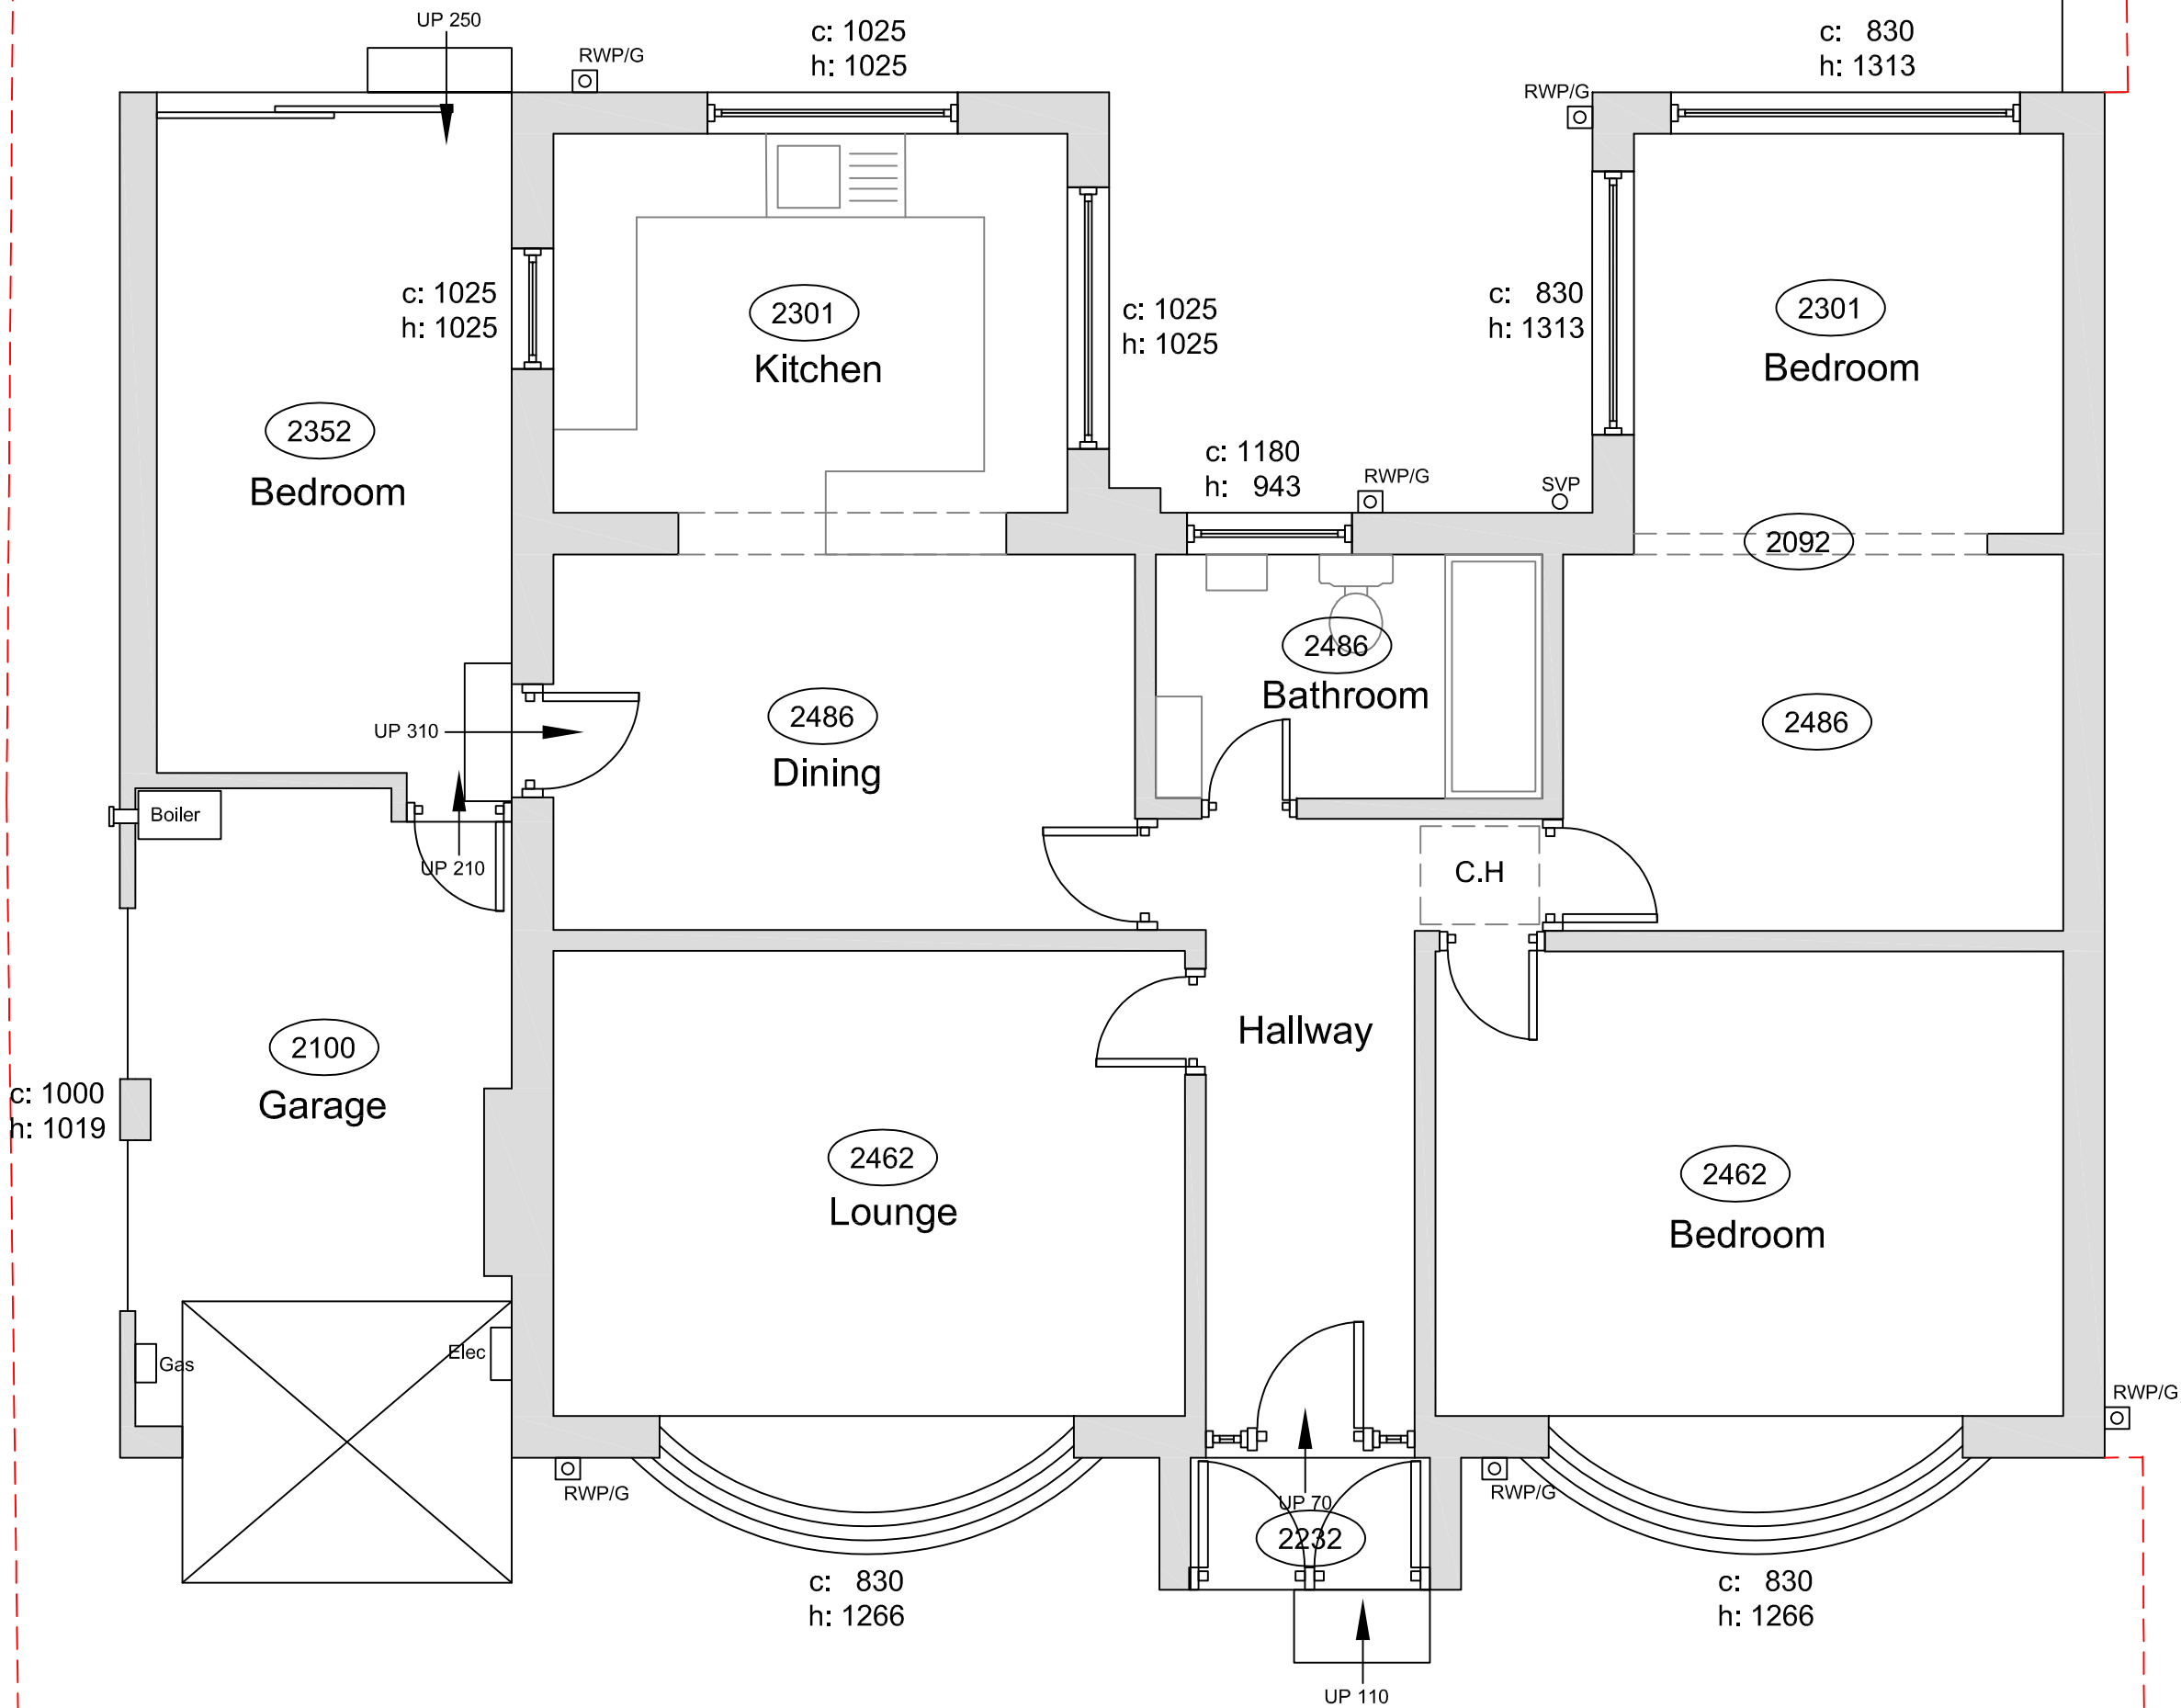 UP 250
RWP/G
c: 1025
h: 1025
c: 830
h: 1313
RWP/G
c: 1025
h: 1025
2301
Kitchen
c: 1025
h: 1025
c: 830
h: 1313
2301
Bedroom
2352
Bedroom
c: 1180
h: 943
RWP/G
SVP
2092
2486
Bathroom
UP 310
2486
Dining
2486
Boiler
UP 210
C.H
2100
Garage
c: 1000
h: 1019
Hallway
2462
Lounge
2462
Bedroom
Gas
Elec
RWP/G
RWP/G
UP 70
2232
RWP/G
c: 830
h: 1266
c: 830
h: 1266
UP 110